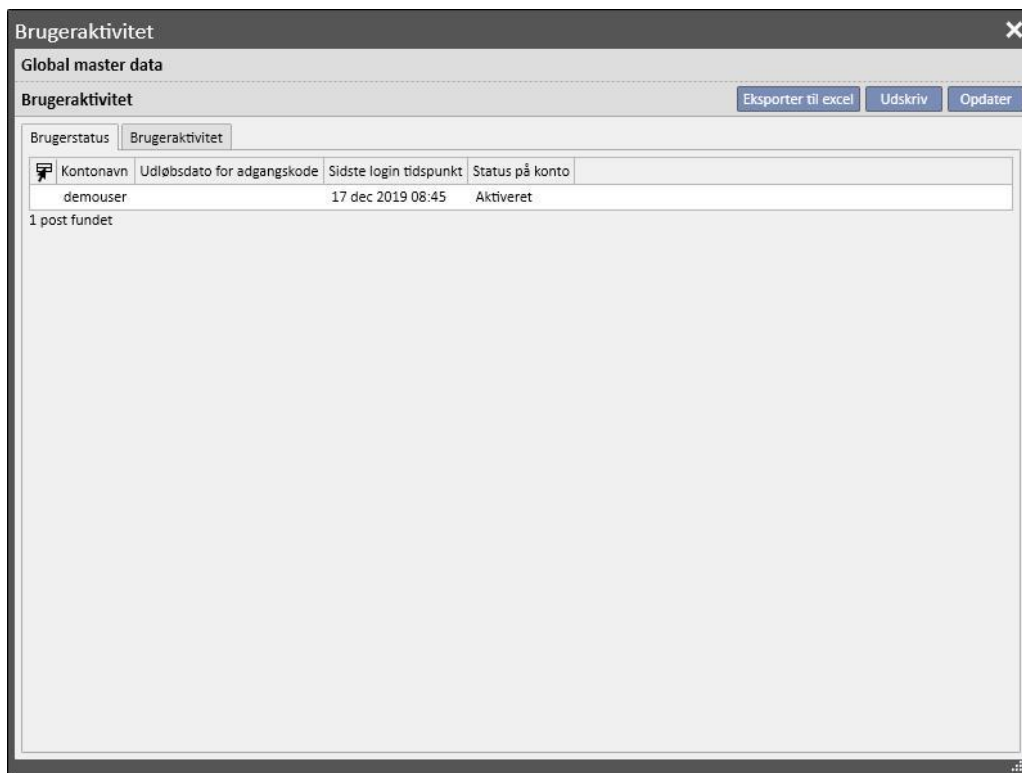 Brugeraktivitet
Global master data
Brugeraktivitet Eksporter til excel Udskriv Opdater
Brugerstatus Brugeraktivitet
Kontonavn Udløbsdato for adgangskode Sidste login tidspunkt Status på konto
demouser 17 dec 2019 08:45 Aktiveret
1 post fundet